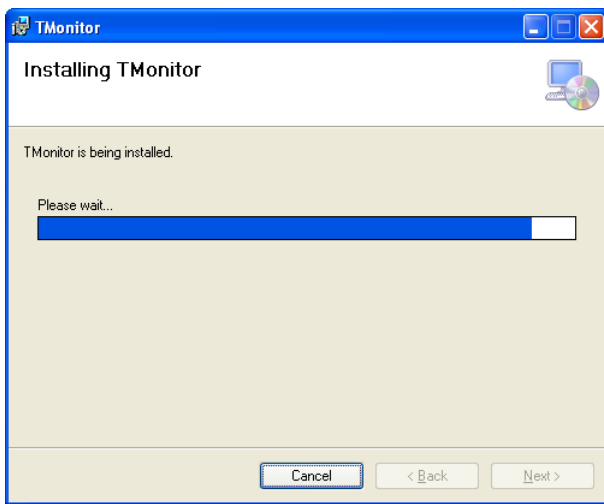 TMonitor
Installing TMonitor
TMonitor is being installed.
Please wait...
Cancel
< Back
Next >